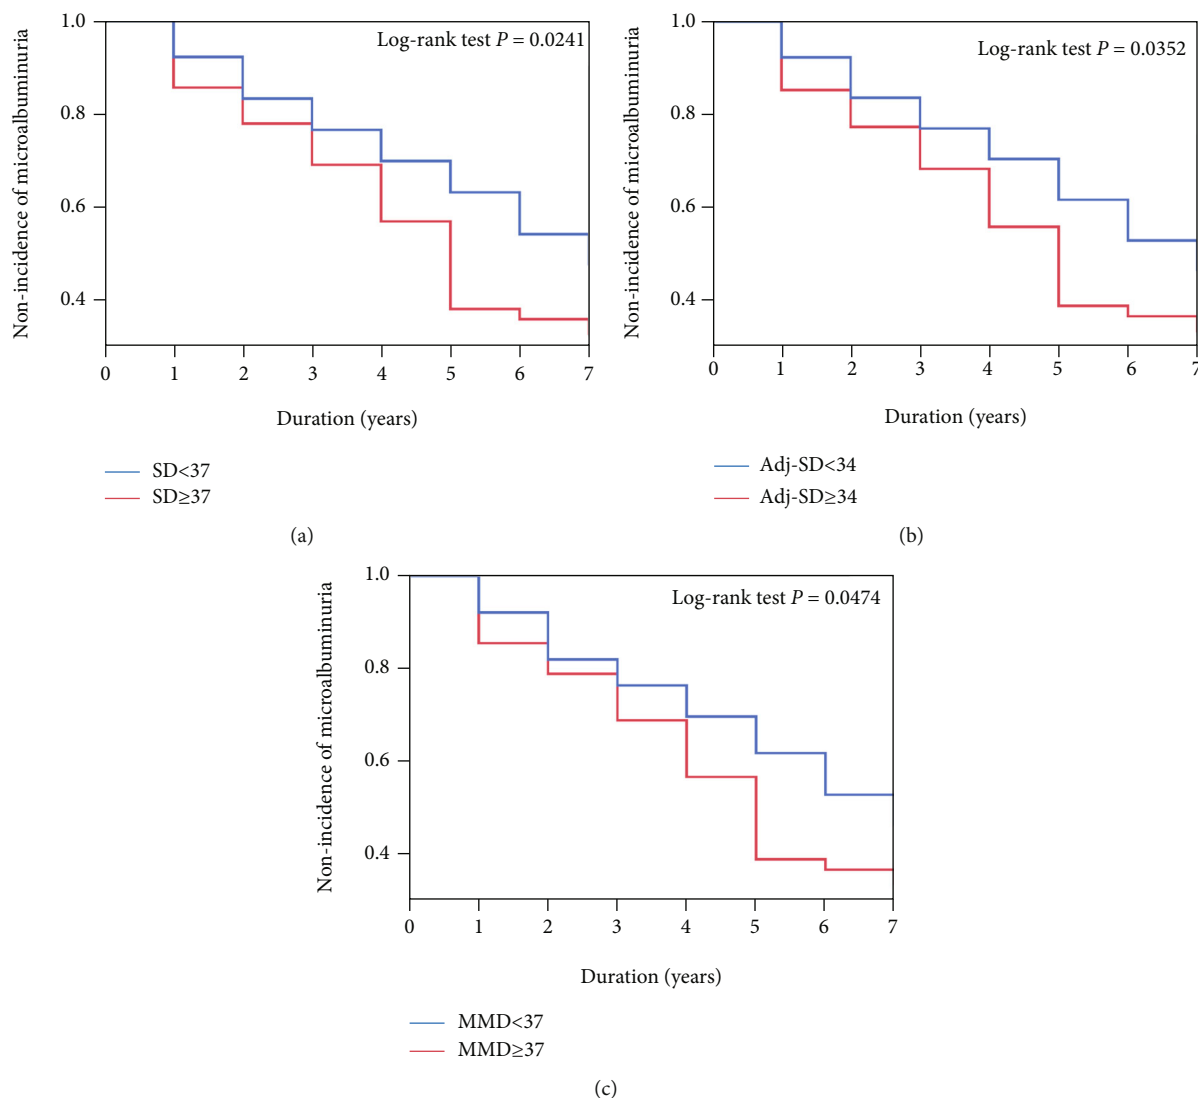 Non-incidence of microalbuminuria
1.0
0.8
0.6
0.4
Log-rank test P = 0.0241
0 1 2 3 4 5 6 7
Duration (years)
SD<37
SD≥37
(a)
Non-incidence of microalbuminuria
1.0
0.8
0.6
0.4
Log-rank test P = 0.0352
0 1 2 3 4 5 6 7
Duration (years)
Adj-SD<34
Adj-SD≥34
(b)
Non-incidence of microalbuminuria
1.0
0.8
0.6
0.4
Log-rank test P = 0.0474
0 1 2 3 4 5 6 7
Duration (years)
MMD<37
MMD≥37
(c)